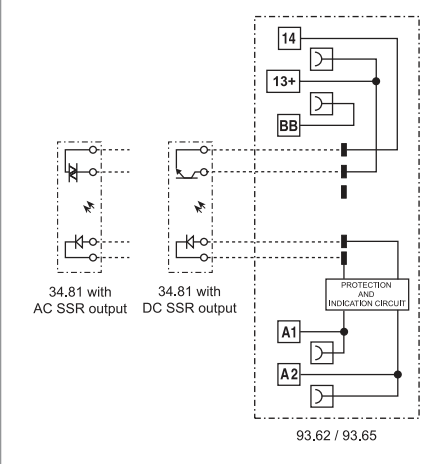 14
13+
BB
PROTECTION
AND
INDICATION CIRCUIT
34.81 with
AC SSR output
34.81 with
DC SSR output
A1
A2
93.62 / 93.65